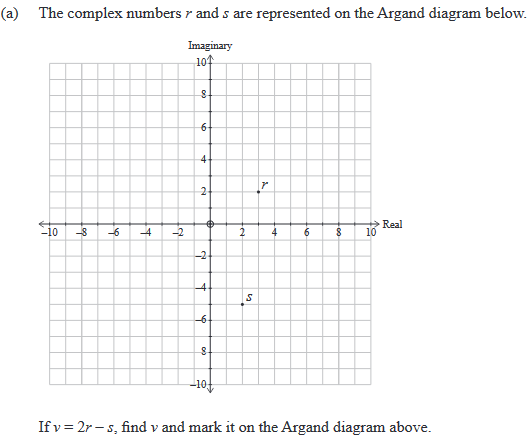 (a) The complex numbers r and s are represented on the Argand diagram below.
Imaginary
10
8
6
4
2
r
Real
–10 –8 –6 –4 –2 0 2 4 6 8 10
–2
–4
s
–6
8
–10
If v = 2r – s, find v and mark it on the Argand diagram above.